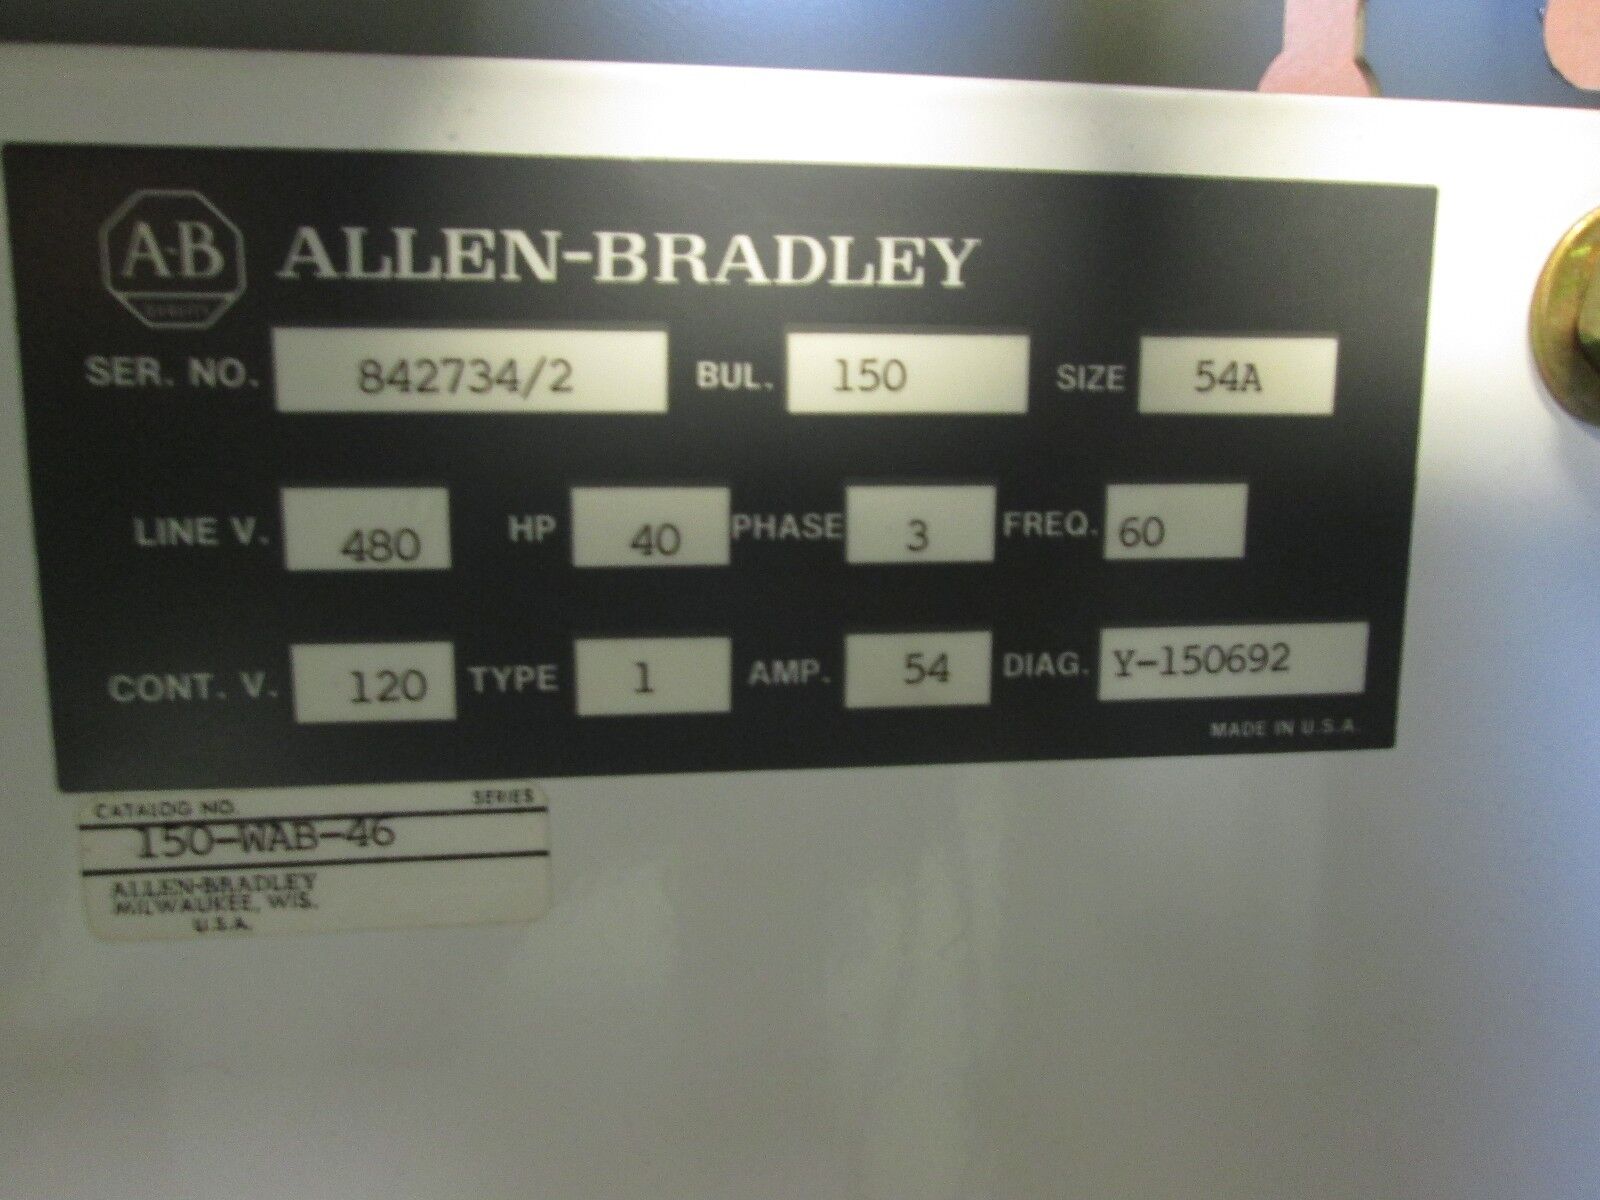 A-B
QUALITY
ALLEN-BRADLEY
SER. NO. 842734/2 BUL. 150 SIZE 54A
LINE V. 480 HP 40 PHASE 3 FREQ. 60
CONT. V. 120 TYPE 1 AMP. 54 DIAG. Y-150692
MADE IN U.S.A.
CATALOG NO. SERIES
150-WAB-46
ALLEN-BRADLEY
MILWAUKEE, WIS.
U.S.A.